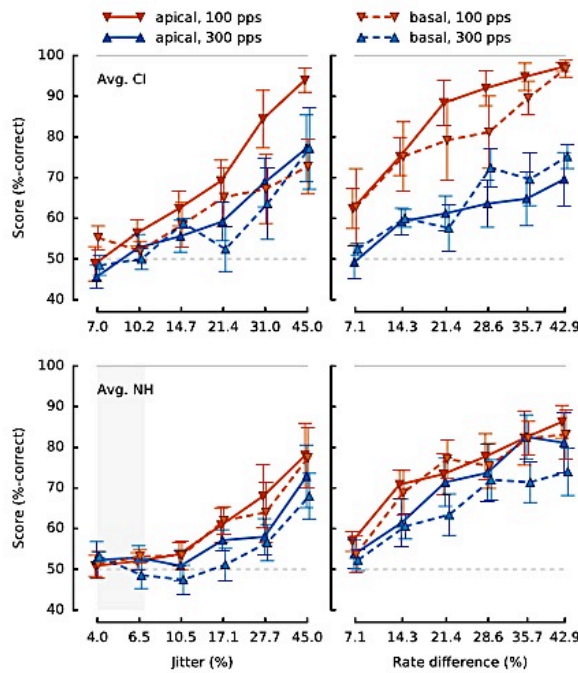 apical, 100 pps
apical, 300 pps
basal, 100 pps
basal, 300 pps
Avg. CI
Score (%-correct)
100
90
80
70
60
50
40
7.0 10.2 14.7 21.4 31.0 45.0
7.1 14.3 21.4 28.6 35.7 42.9
Avg. NH
Score (%-correct)
100
90
80
70
60
50
40
4.0 6.5 10.5 17.1 27.7 45.0
Jitter (%)
7.1 14.3 21.4 28.6 35.7 42.9
Rate difference (%)